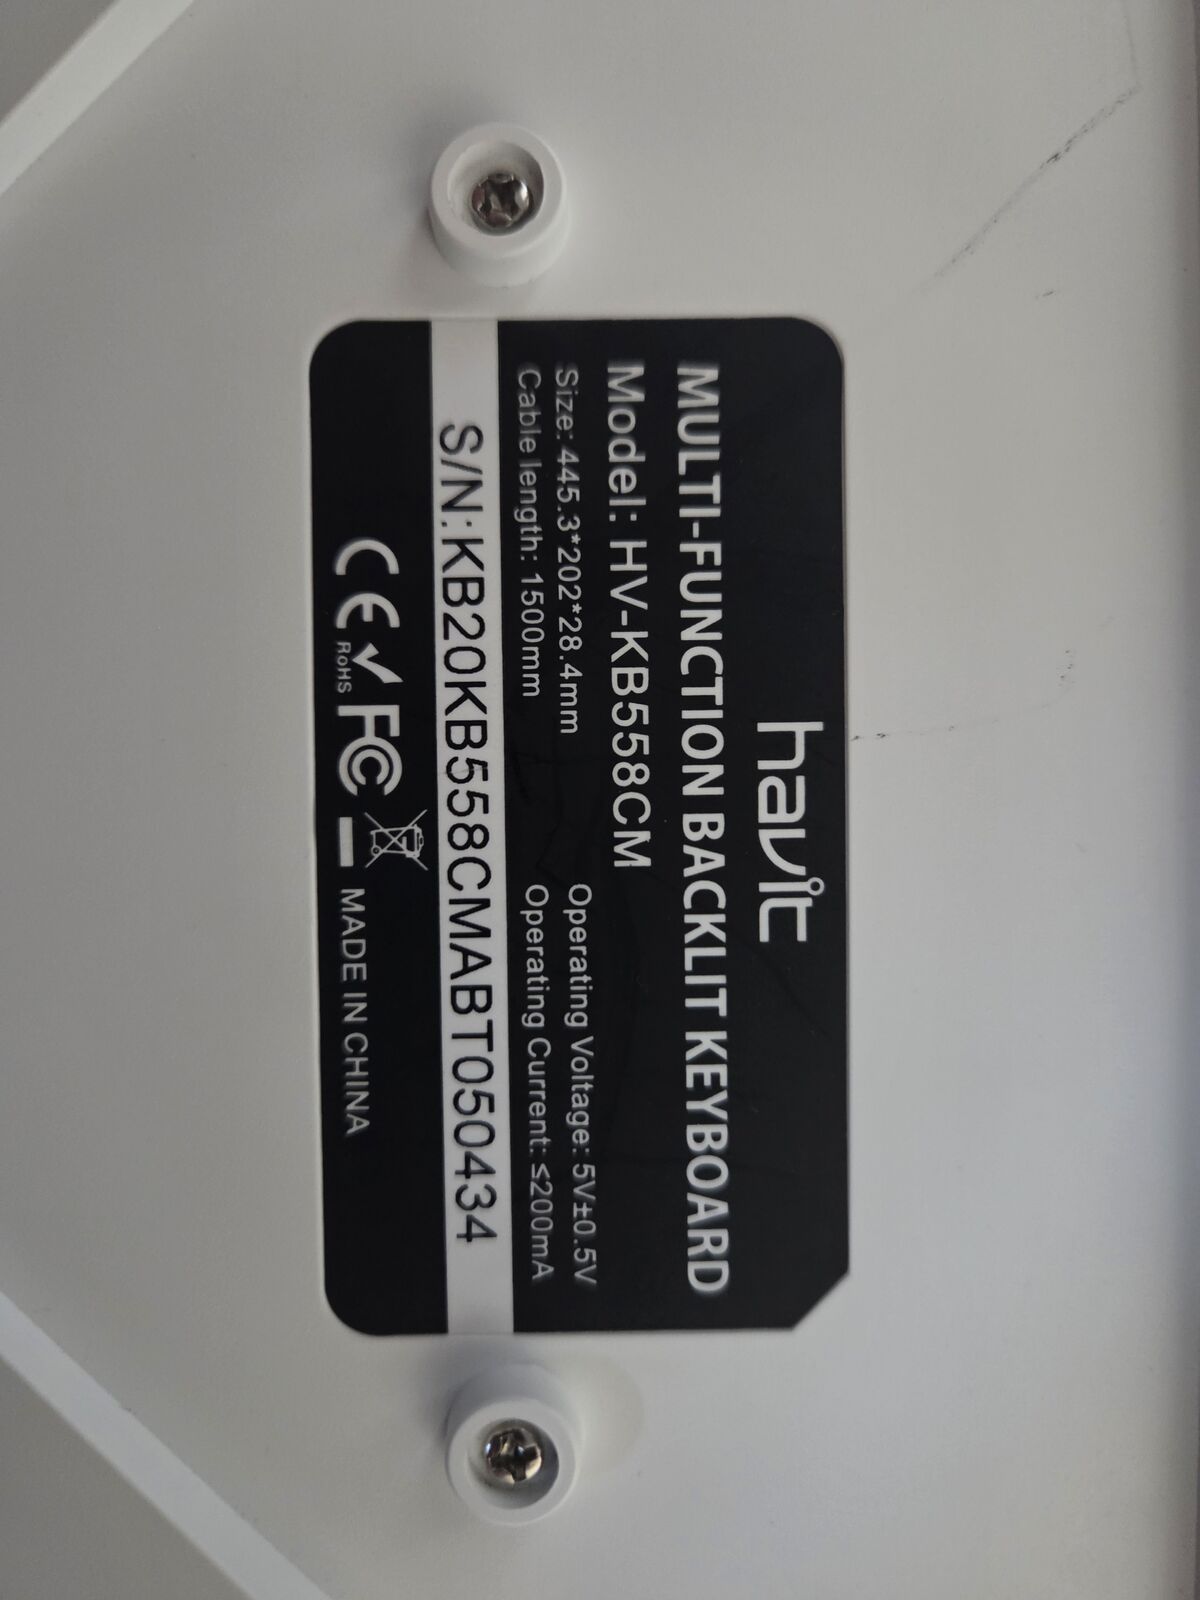 havit
MULTI-FUNCTION BACKLIT KEYBOARD
Model: HV-KB558CM
Size: 445.3*202*28.4mm Operating Voltage: 5V±0.5V
Cable length: 1500mm Operating Current: ≤200mA
S/N:KB20KB558CMABT050434
CE RoHS FC MADE IN CHINA